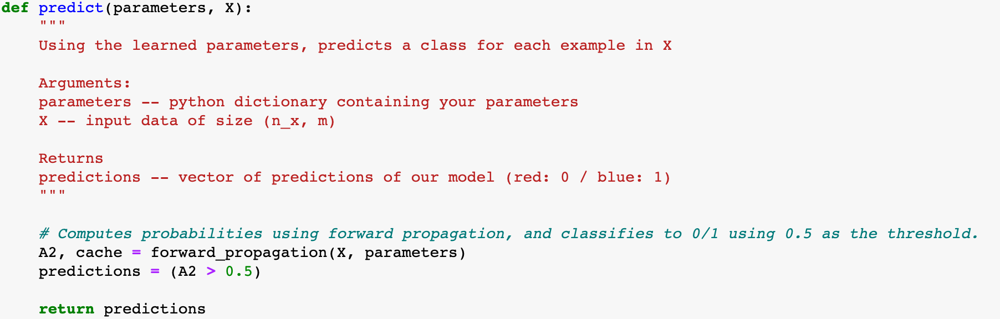 def predict(parameters, X):
"""
Using the learned parameters, predicts a class for each example in X
Arguments:
parameters -- python dictionary containing your parameters
X -- input data of size (n_x, m)
Returns
predictions -- vector of predictions of our model (red: 0 / blue: 1)
"""
# Computes probabilities using forward propagation, and classifies to 0/1 using 0.5 as the threshold.
A2, cache = forward_propagation(X, parameters)
predictions = (A2 > 0.5)
return predictions